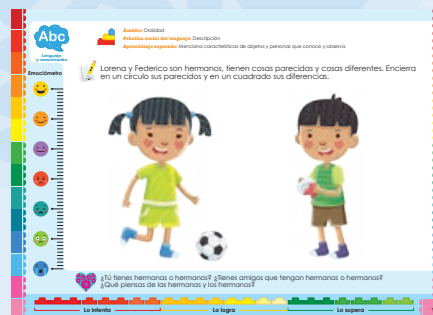 Abc
Lenguaje
y comunicación
Ámbito: Oralidad
Práctica social del lenguaje: Descripción
Aprendizaje esperado: Menciona características de objetos y personas que conoce y observa.
Emociómetro
Lorena y Federico son hermanos, tienen cosas parecidas y cosas diferentes. Encierra
en un círculo sus parecidos y en un cuadrado sus diferencias.
¿Tú tienes hermanas o hermanos? ¿Tienes amigos que tengan hermanas o hermanos?
¿Qué piensas de las hermanas y los hermanos?
Lo intenta
Lo logra
Lo supera